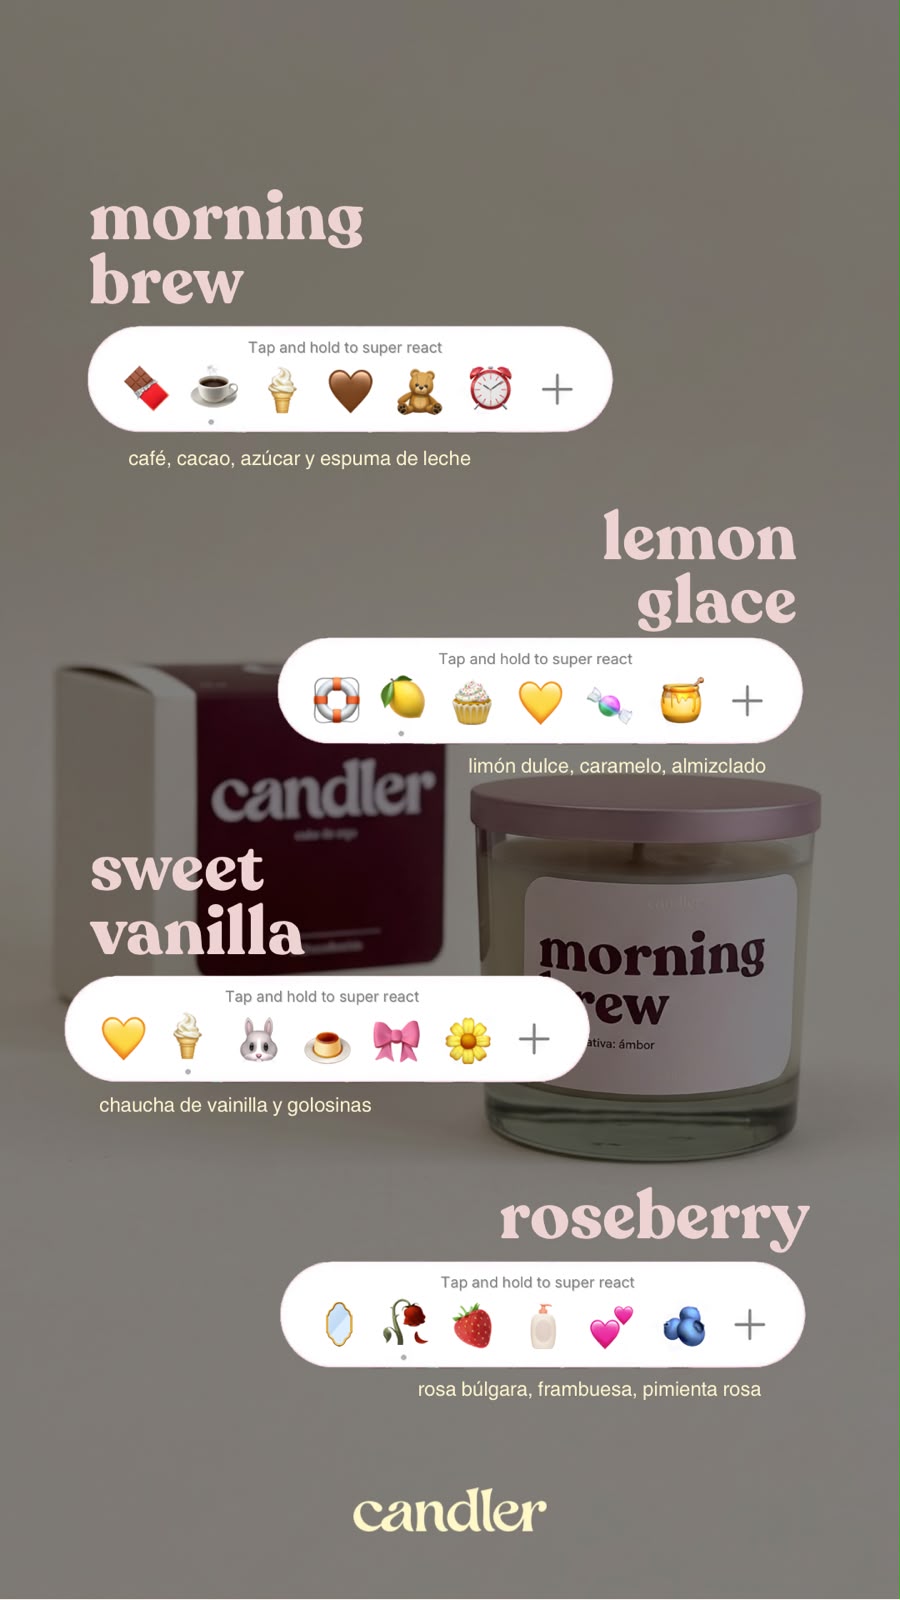 morning
brew
Tap and hold to super react
café, cacao, azúcar y espuma de leche
lemon
glace
Tap and hold to super react
limón dulce, caramelo, almizclado
candler
candler
sweet
vanilla
morning
rew
ativa: ámbor
Tap and hold to super react
chaucha de vainilla y golosinas
roseberry
Tap and hold to super react
rosa búlgara, frambuesa, pimienta rosa
candler